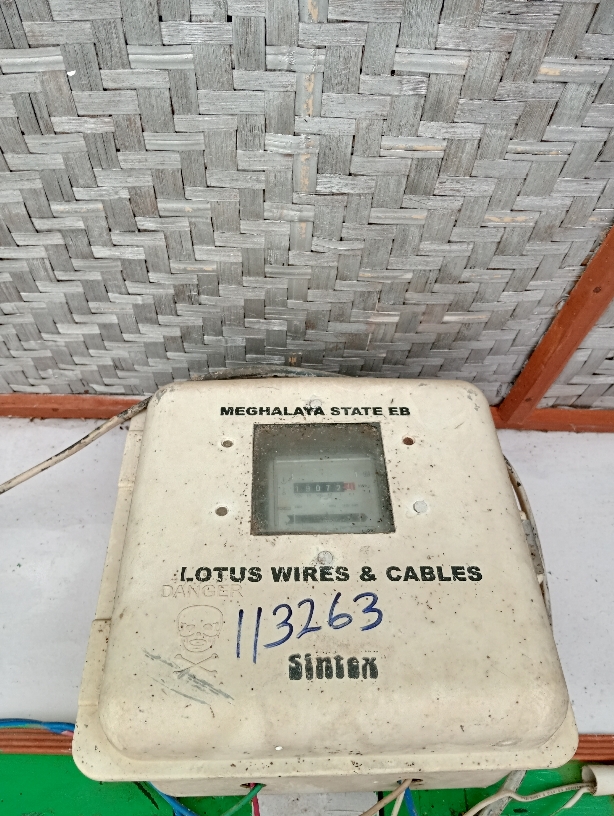 MEGHALAYA STATE EB
LOTUS WIRES & CABLES
DANGER
113263
Sintex